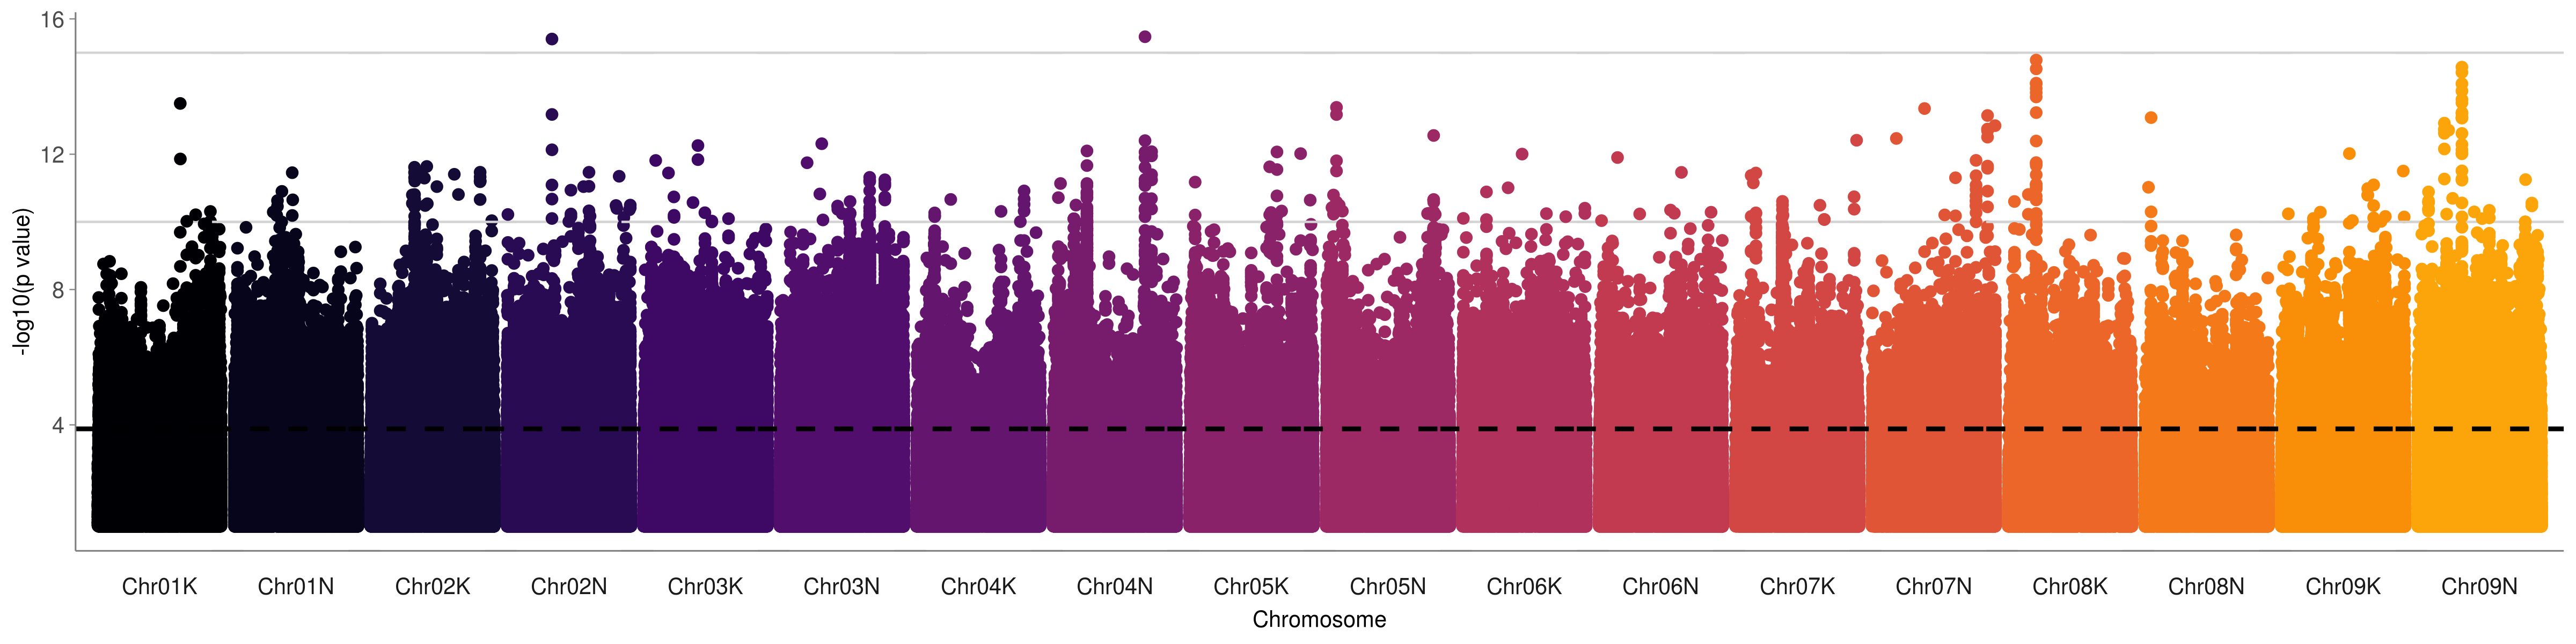 16
12
8
4
-log10(p value)
Chr01K Chr01N Chr02K Chr02N Chr03K Chr03N Chr04K Chr04N Chr05K Chr05N Chr06K Chr06N Chr07K Chr07N Chr08K Chr08N Chr09K Chr09N
Chromosome